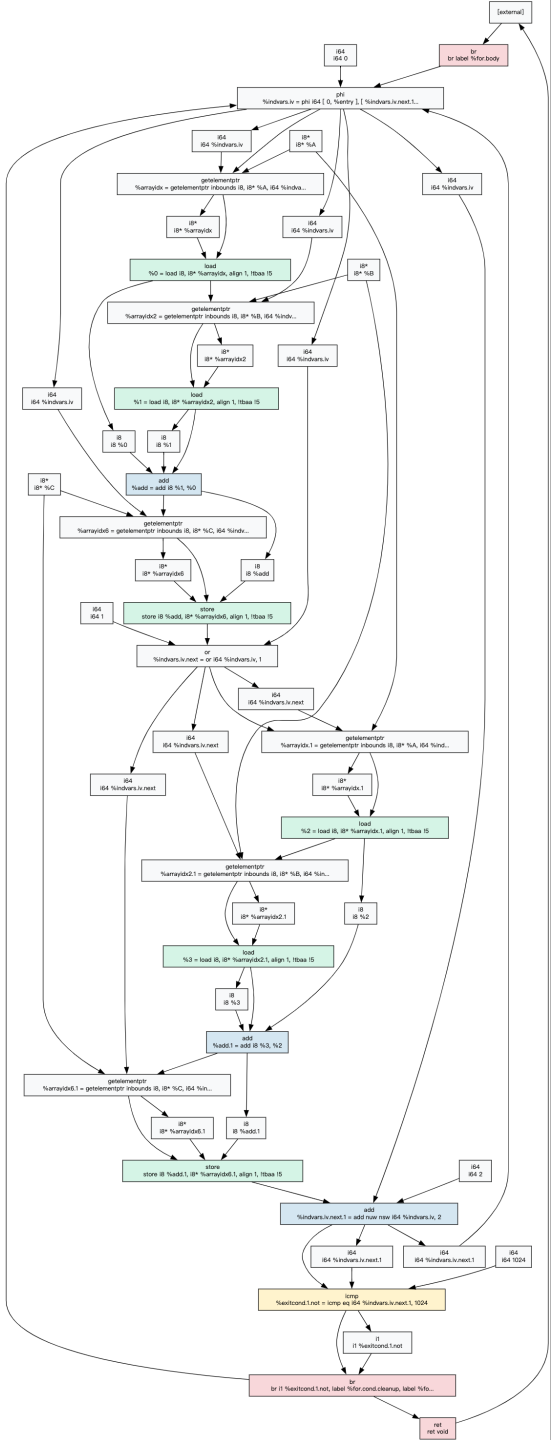 [external]
i64
i64 0
br
br label %for.body
phi
%indvars.iv = phi i64 [ 0, %entry ], [ %indvars.iv.next.1...
i64
i64 %indvars.iv
i8*
i8* %A
i64
i64 %indvars.iv
getelementptr
%arrayidx = getelementptr inbounds i8, i8* %A, i64 %indva...
i8*
i8* %arrayidx
i64
i64 %indvars.iv
load
%0 = load i8, i8* %arrayidx, align 1, !tbaa !5
i8*
i8* %B
getelementptr
%arrayidx2 = getelementptr inbounds i8, i8* %B, i64 %indv...
i8*
i8* %arrayidx2
i64
i64 %indvars.iv
i64
i64 %indvars.iv
load
%1 = load i8, i8* %arrayidx2, align 1, !tbaa !5
i8
i8 %0
i8
i8 %1
i8*
i8* %C
add
%add = add i8 %1, %0
getelementptr
%arrayidx6 = getelementptr inbounds i8, i8* %C, i64 %indv...
i8*
i8* %arrayidx6
i8
i8 %add
i64
i64 1
store
store i8 %add, i8* %arrayidx6, align 1, !tbaa !5
or
%indvars.iv.next = or i64 %indvars.iv, 1
i64
i64 %indvars.iv.next
i64
i64 %indvars.iv.next
getelementptr
%arrayidx.1 = getelementptr inbounds i8, i8* %A, i64 %ind...
i64
i64 %indvars.iv.next
i8*
i8* %arrayidx.1
load
%2 = load i8, i8* %arrayidx.1, align 1, !tbaa !5
getelementptr
%arrayidx2.1 = getelementptr inbounds i8, i8* %B, i64 %in...
i8*
i8* %arrayidx2.1
i8
i8 %2
load
%3 = load i8, i8* %arrayidx2.1, align 1, !tbaa !5
i8
i8 %3
add
%add.1 = add i8 %3, %2
getelementptr
%arrayidx6.1 = getelementptr inbounds i8, i8* %C, i64 %in...
i8*
i8* %arrayidx6.1
i8
i8 %add.1
store
store i8 %add.1, i8* %arrayidx6.1, align 1, !tbaa !5
i64
i64 2
add
%indvars.iv.next.1 = add nuw nsw i64 %indvars.iv, 2
i64
i64 %indvars.iv.next.1
i64
i64 %indvars.iv.next.1
i64
i64 1024
icmp
%exitcond.1.not = icmp eq i64 %indvars.iv.next.1, 1024
i1
i1 %exitcond.1.not
br
br i1 %exitcond.1.not, label %for.cond.cleanup, label %fo...
ret
ret void